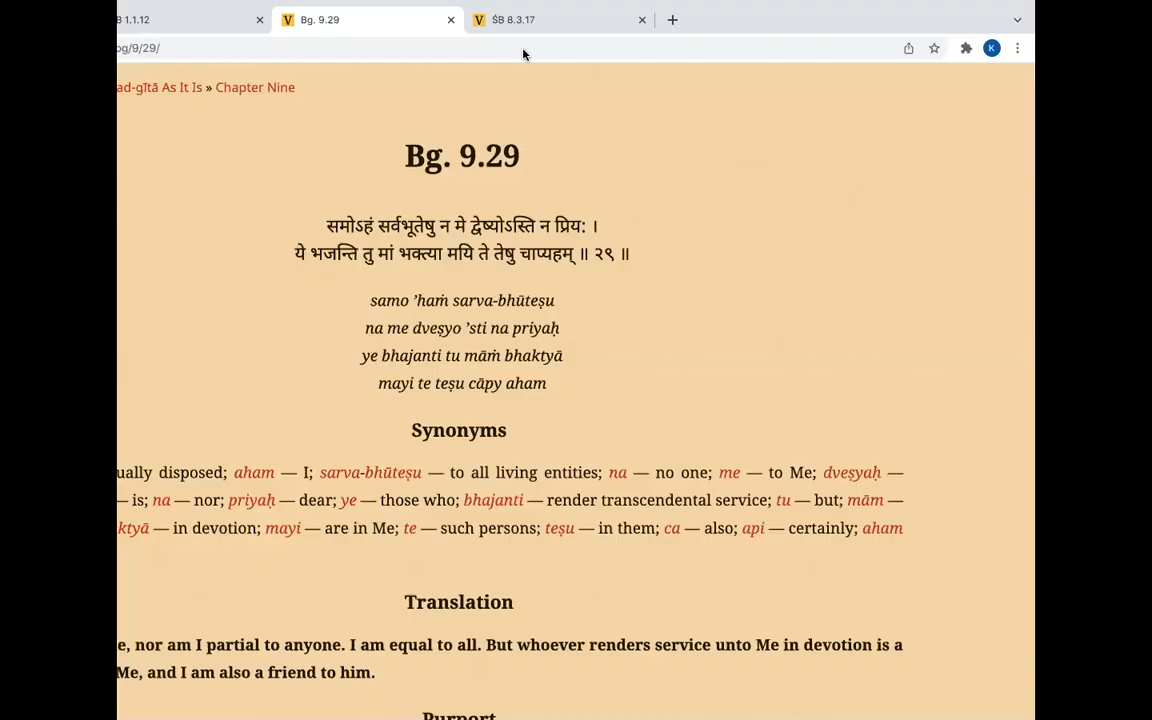 B 1.1.12
Bg. 9.29
ŚB 8.3.17
og/9/29/
K
ad-gītā As It Is » Chapter Nine
Bg. 9.29
समोऽहं सर्वभूतेषु न मे द्वेष्योऽस्ति न प्रिय: ।
ये भजन्ति तु मां भक्त्या मयि ते तेषु चाप्यहम् ॥ २९ ॥
samo ’haṁ sarva-bhūteṣu
na me dveṣyo ’sti na priyaḥ
ye bhajanti tu māṁ bhaktyā
mayi te teṣu cāpy aham
Synonyms
ually disposed; aham — I; sarva-bhūteṣu — to all living entities; na — no one; me — to Me; dveṣyaḥ —
— is; na — nor; priyaḥ — dear; ye — those who; bhajanti — render transcendental service; tu — but; mām —
ktyā — in devotion; mayi — are in Me; te — such persons; teṣu — in them; ca — also; api — certainly; aham
Translation
e, nor am I partial to anyone. I am equal to all. But whoever renders service unto Me in devotion is a
Me, and I am also a friend to him.
Purport